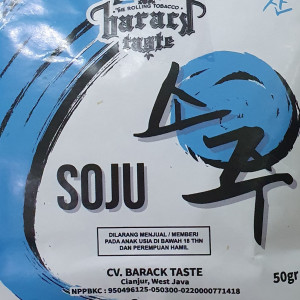 THE ROLLING TOBACCO
barack
taste
소주
SOJU
DILARANG MENJUAL / MEMBERI
PADA ANAK USIA DI BAWAH 18 THN
DAN PEREMPUAN HAMIL
CV. BARACK TASTE
Cianjur, West Java
NPPBKC : 950496125-050300-0220000771418
50gr